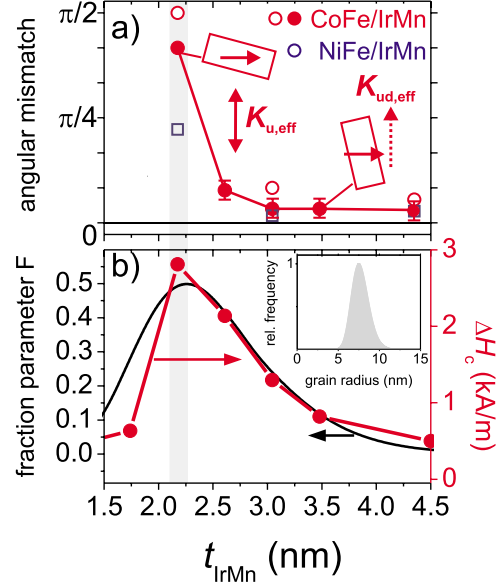 a)
CoFe/IrMn
NiFe/IrMn
angular mismatch
π/2
π/4
0
K_u,eff
K_ud,eff
b)
fraction parameter F
0.5
0.4
0.3
0.2
0.1
0.0
3
2
1
0
ΔH_c (kA/m)
rel. frequency
1
0 5 10 15
grain radius (nm)
1.5 2.0 2.5 3.0 3.5 4.0 4.5
t_IrMn (nm)